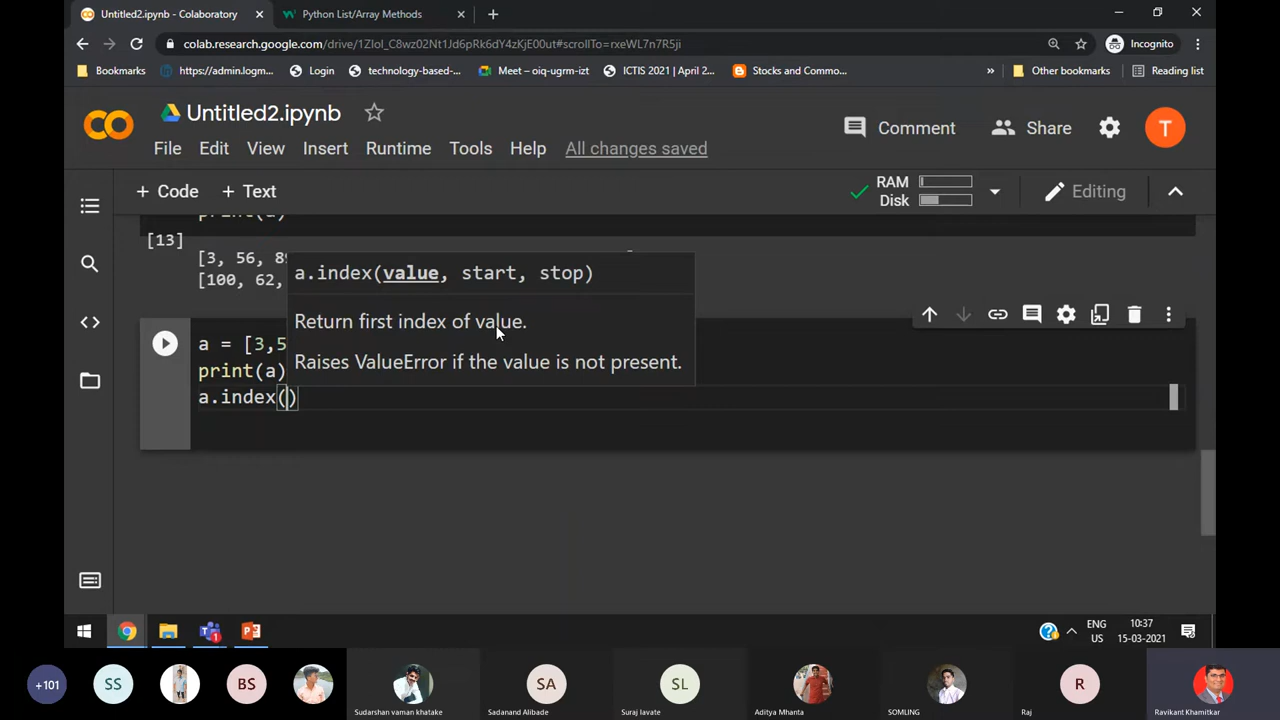 Untitled2.ipynb - Colaboratory
Python List/Array Methods
colab.research.google.com/drive/1ZIol_C8wz02Nt1Jd6pRk6dY4zKjE00ut#scrollTo=rxeWL7n7R5ji
Incognito
Bookmarks
https://admin.logm...
Login
technology-based-...
Meet – oiq-ugrm-izt
ICTIS 2021 | April 2...
Stocks and Commo...
»
Other bookmarks
Reading list
Untitled2.ipynb
Comment
Share
T
File Edit View Insert Runtime Tools Help All changes saved
+ Code + Text
RAM
Disk
Editing
[13]
[3, 56, 89
[100, 62,
a.index(value, start, stop)
Return first index of value.
Raises ValueError if the value is not present.
a = [3,5
print(a)
a.index()
1
ENG
US
10:37
15-03-2021
+101
SS
BS
SA
SL
R
Sudarshan vaman khatake
Sadanand Alibade
Suraj Javate
Aditya Mhanta
SOMLING
Raj
Ravikant Khamitkar